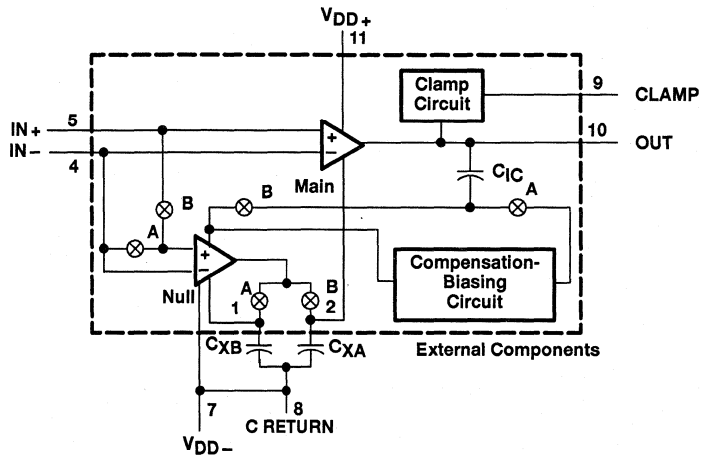 VDD+
11
Clamp
Circuit
9
CLAMP
5
IN+
10
OUT
IN−
4
+
−
Main
CIC
B
B
A
A
+
−
Null
Compensation-
Biasing
Circuit
A
1
B
2
CXB
CXA
External Components
7
8
C RETURN
VDD−